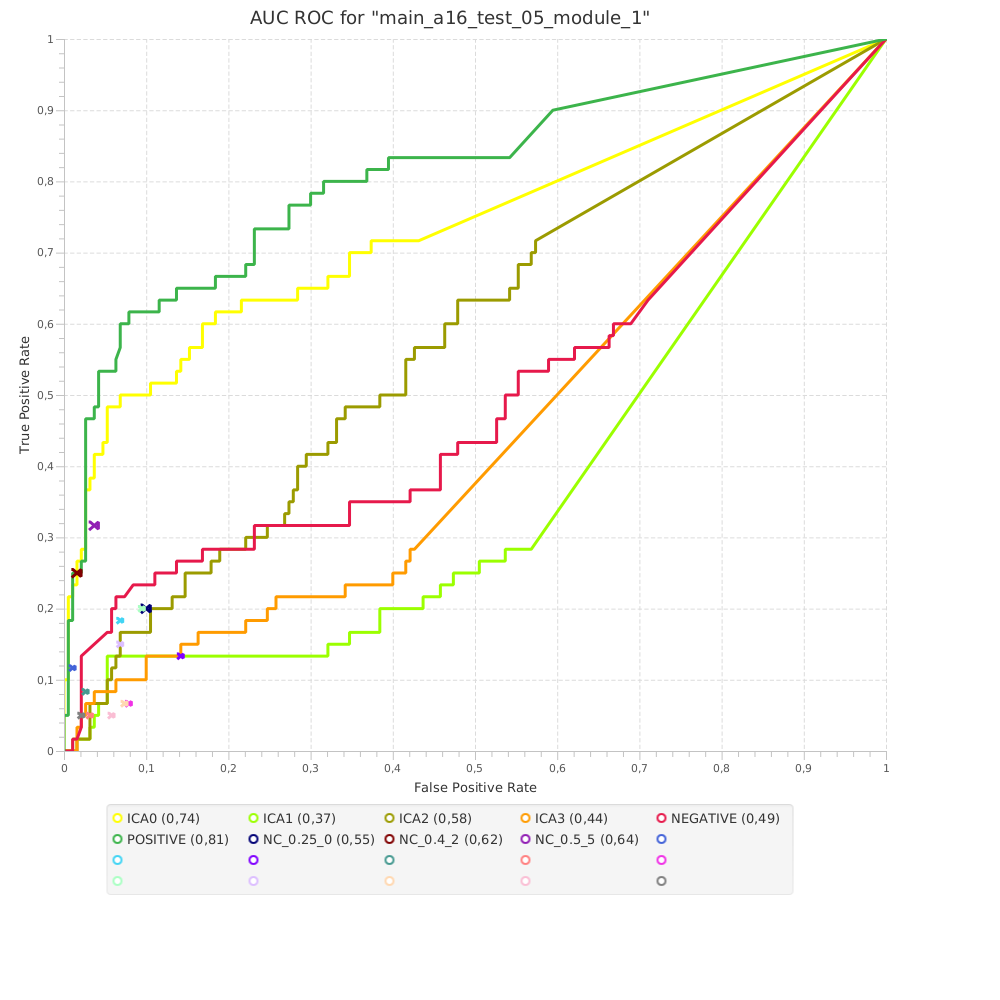 AUC ROC for "main_a16_test_05_module_1"
1
0,9
0,8
0,7
0,6
0,5
0,4
0,3
0,2
0,1
0
True Positive Rate
0 0,1 0,2 0,3 0,4 0,5 0,6 0,7 0,8 0,9 1
False Positive Rate
ICA0 (0,74) ICA1 (0,37) ICA2 (0,58) ICA3 (0,44) NEGATIVE (0,49)
POSITIVE (0,81) NC_0.25_0 (0,55) NC_0.4_2 (0,62) NC_0.5_5 (0,64)